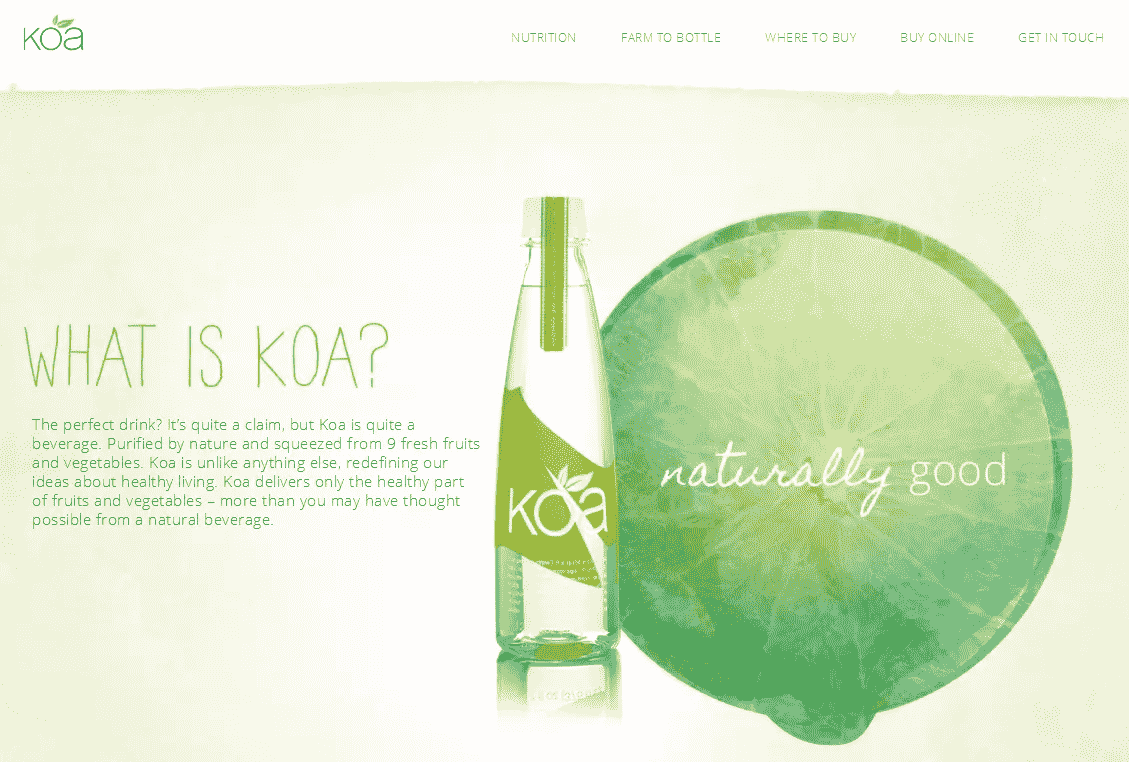 koa
NUTRITION
FARM TO BOTTLE
WHERE TO BUY
BUY ONLINE
GET IN TOUCH
WHAT IS KOA?
The perfect drink? It's quite a claim, but Koa is quite a
beverage. Purified by nature and squeezed from 9 fresh fruits
and vegetables. Koa is unlike anything else, redefining our
ideas about healthy living. Koa delivers only the healthy part
of fruits and vegetables – more than you may have thought
possible from a natural beverage.
koa
naturally good